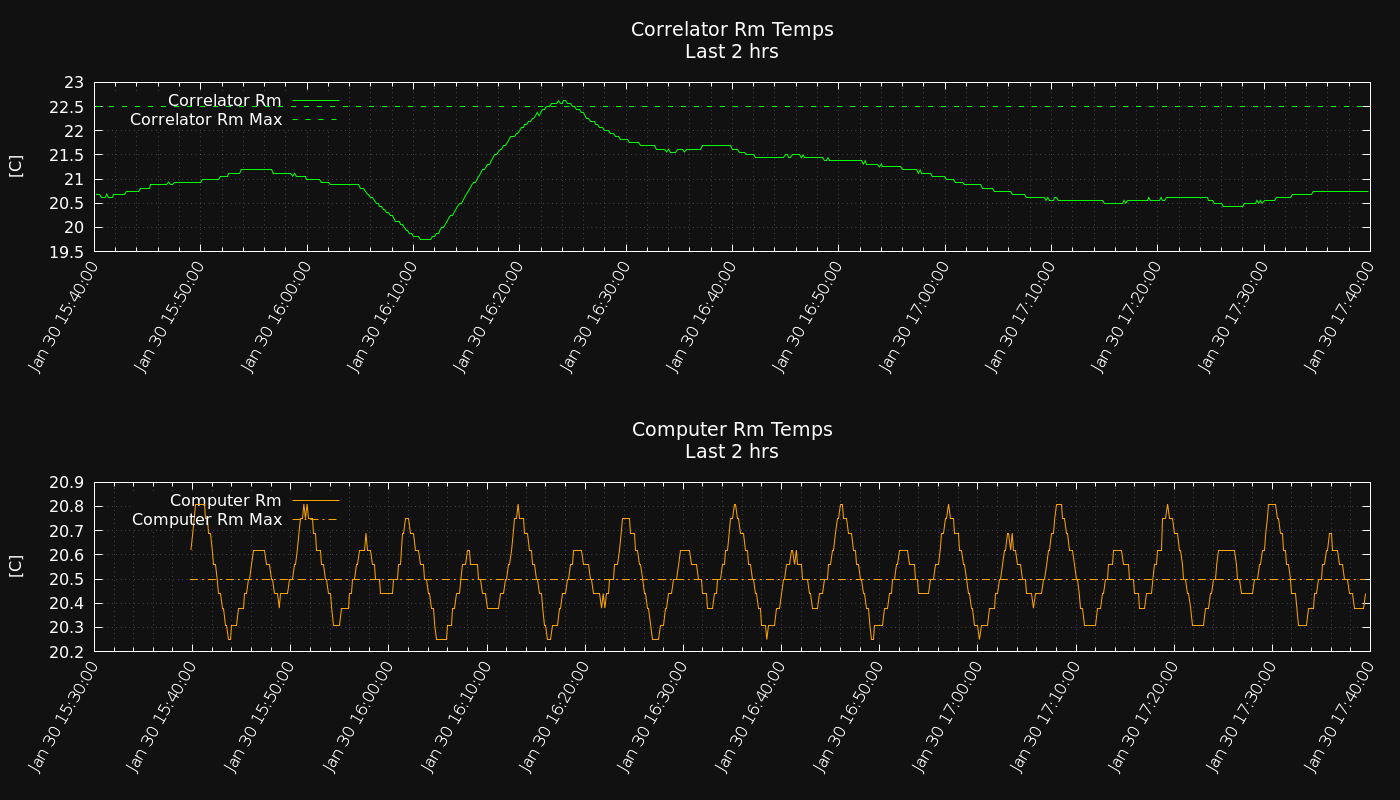 Correlator Rm Temps
Last 2 hrs
[C]
23
22.5
22
21.5
21
20.5
20
19.5
Correlator Rm
Correlator Rm Max
Jan 30 15:40:00
Jan 30 15:50:00
Jan 30 16:00:00
Jan 30 16:10:00
Jan 30 16:20:00
Jan 30 16:30:00
Jan 30 16:40:00
Jan 30 16:50:00
Jan 30 17:00:00
Jan 30 17:10:00
Jan 30 17:20:00
Jan 30 17:30:00
Jan 30 17:40:00
Computer Rm Temps
Last 2 hrs
[C]
20.9
20.8
20.7
20.6
20.5
20.4
20.3
20.2
Computer Rm
Computer Rm Max
Jan 30 15:30:00
Jan 30 15:40:00
Jan 30 15:50:00
Jan 30 16:00:00
Jan 30 16:10:00
Jan 30 16:20:00
Jan 30 16:30:00
Jan 30 16:40:00
Jan 30 16:50:00
Jan 30 17:00:00
Jan 30 17:10:00
Jan 30 17:20:00
Jan 30 17:30:00
Jan 30 17:40:00